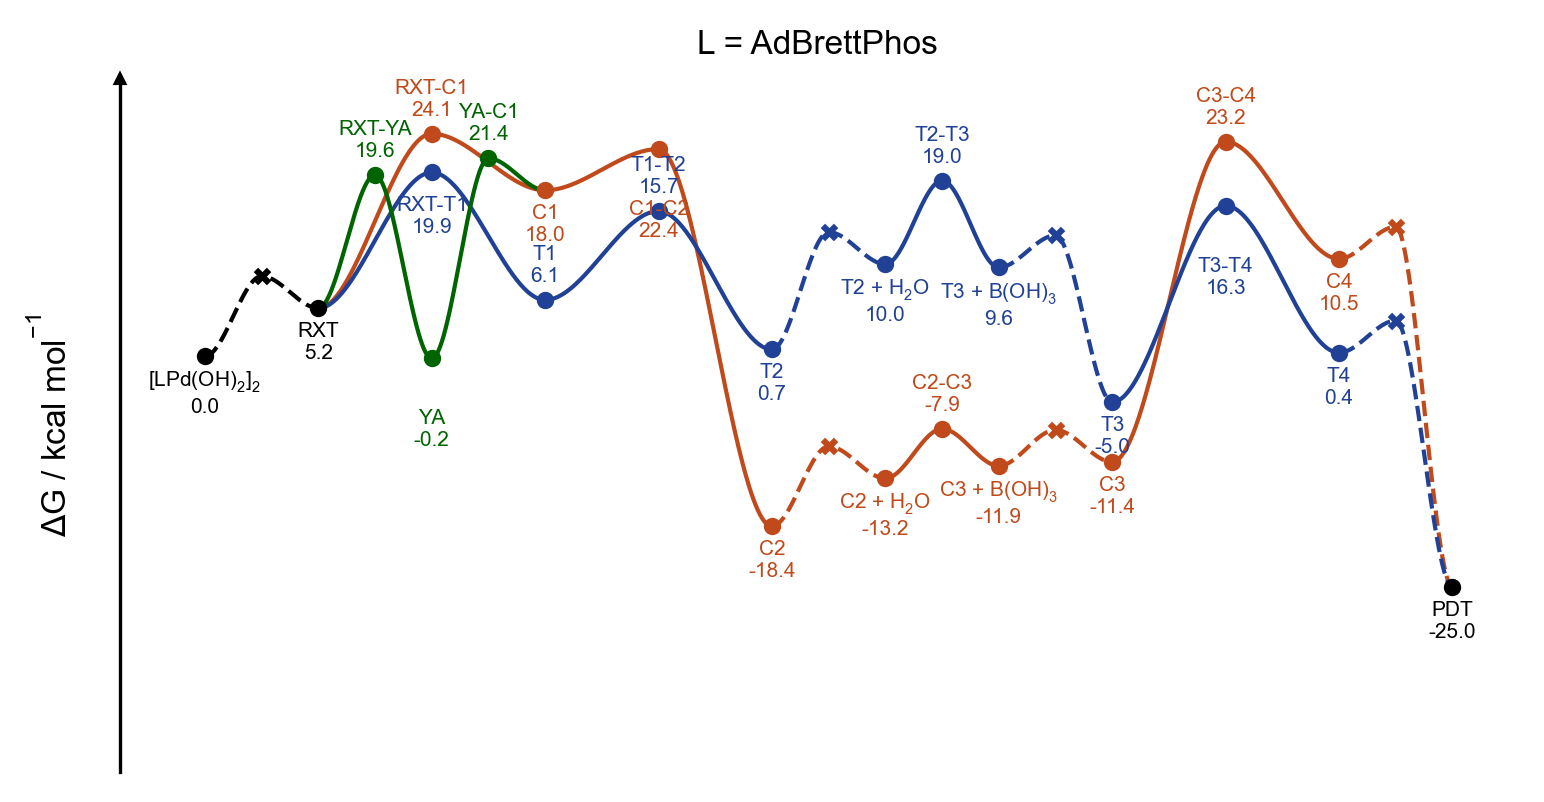 L = AdBrettPhos
ΔG / kcal mol⁻¹
[LPd(OH)₂]₂
0.0
RXT
5.2
RXT-YA
19.6
RXT-C1
24.1
RXT-T1
19.9
YA
-0.2
YA-C1
21.4
C1
18.0
T1
6.1
T1-T2
15.7
C1-C2
22.4
T2
0.7
C2
-18.4
T2 + H₂O
10.0
C2 + H₂O
-13.2
T2-T3
19.0
C2-C3
-7.9
T3 + B(OH)₃
9.6
C3 + B(OH)₃
-11.9
T3
-5.0
C3
-11.4
C3-C4
23.2
T3-T4
16.3
C4
10.5
T4
0.4
PDT
-25.0